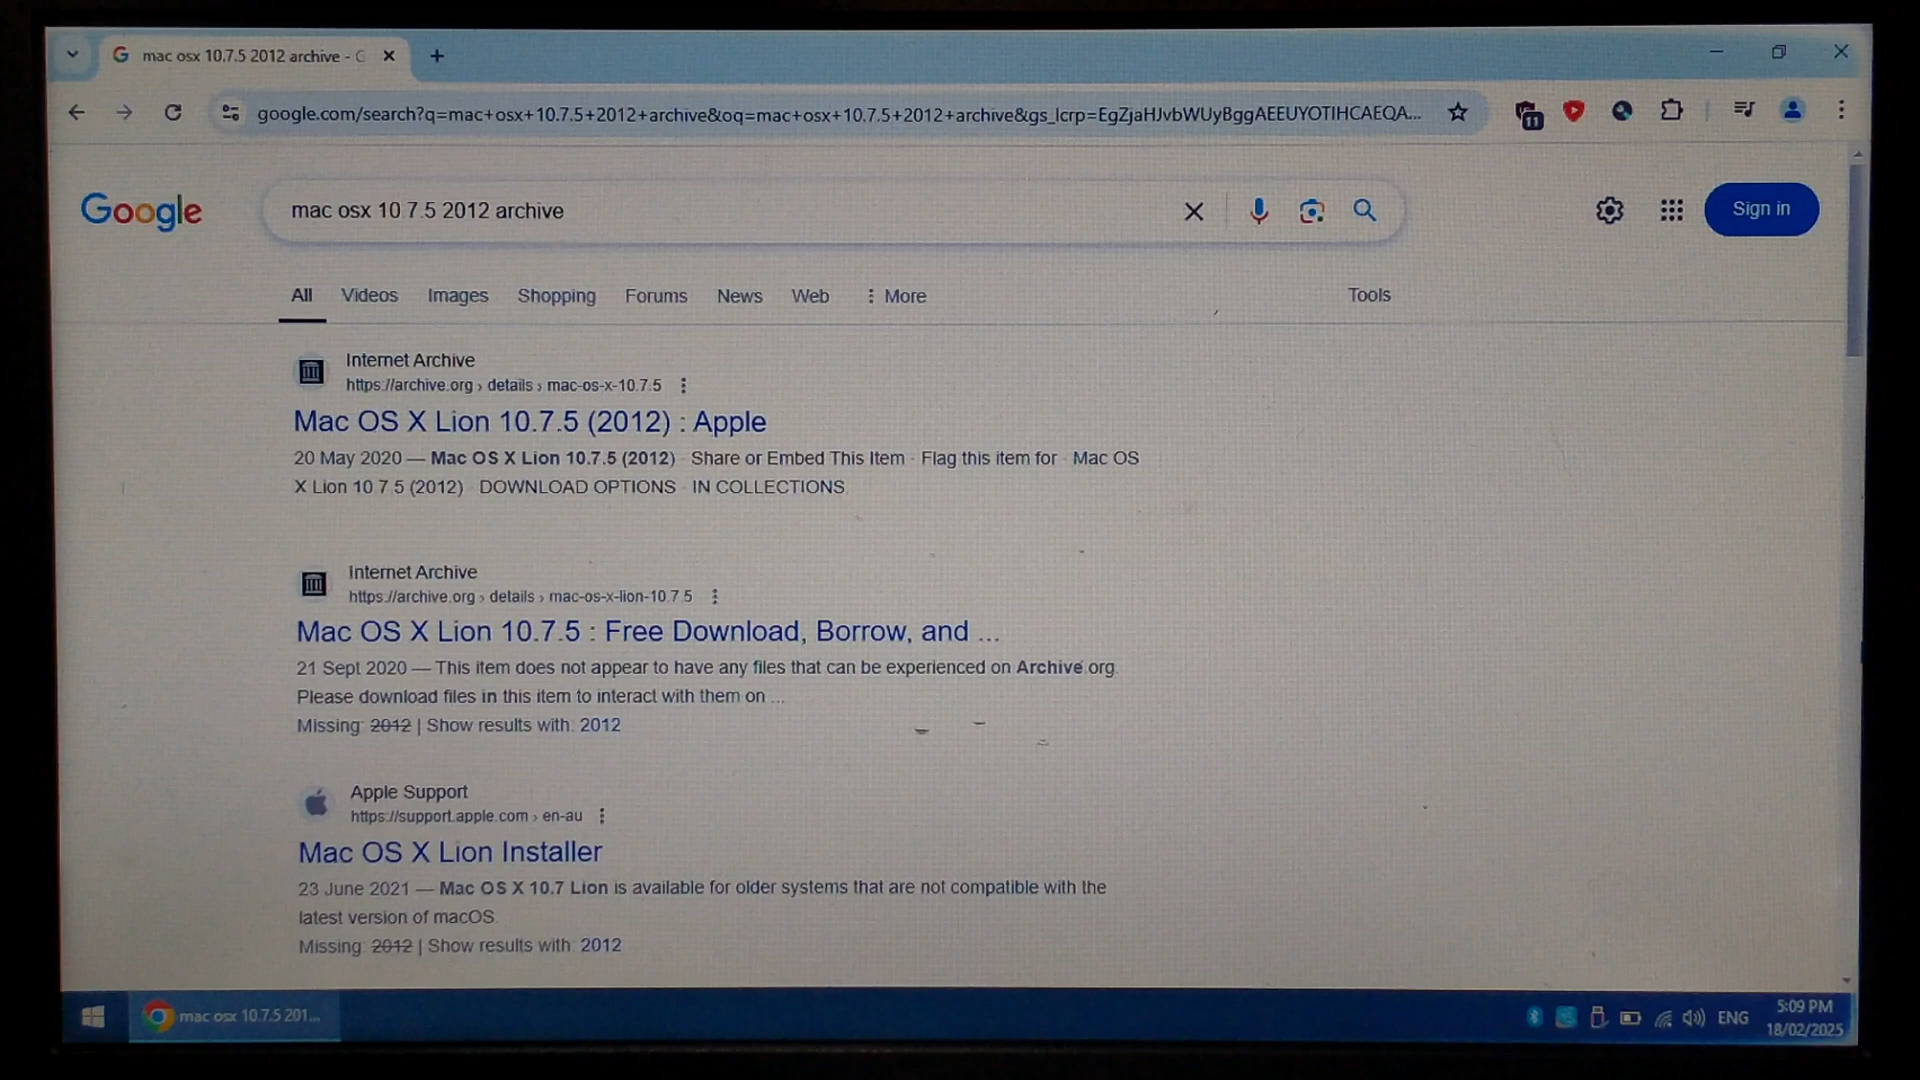 mac osx 10.7.5 2012 archive - G
google.com/search?q=mac+osx+10.7.5+2012+archive&oq=mac+osx+10.7.5+2012+archive&gs_lcrp=EgZjaHJvbWUyBggAEEUYOTIHCAEQA...
11
Google
mac osx 10.7.5 2012 archive
Sign in
All Videos Images Shopping Forums News Web More Tools
Internet Archive
https://archive.org › details › mac-os-x-10.7.5
Mac OS X Lion 10.7.5 (2012) : Apple
20 May 2020 — Mac OS X Lion 10.7.5 (2012) · Share or Embed This Item · Flag this item for · Mac OS
X Lion 10.7.5 (2012) · DOWNLOAD OPTIONS · IN COLLECTIONS
Internet Archive
https://archive.org › details › mac-os-x-lion-10.7.5
Mac OS X Lion 10.7.5 : Free Download, Borrow, and ...
21 Sept 2020 — This item does not appear to have any files that can be experienced on Archive.org.
Please download files in this item to interact with them on ...
Missing: 2012 | Show results with: 2012
Apple Support
https://support.apple.com › en-au
Mac OS X Lion Installer
23 June 2021 — Mac OS X 10.7 Lion is available for older systems that are not compatible with the
latest version of macOS.
Missing: 2012 | Show results with: 2012
mac osx 10.7.5 201...
ENG
5:09 PM
18/02/2025